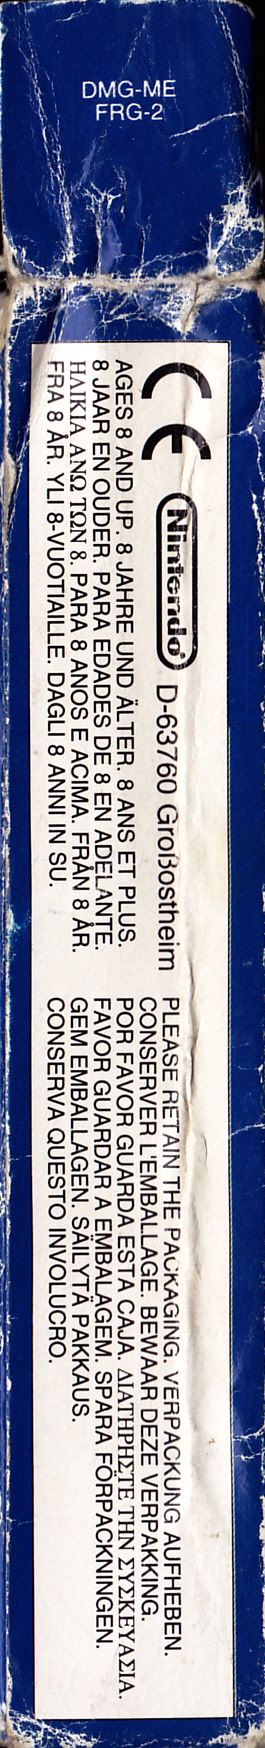 DMG-ME
FRG-2
CE Nintendo® D-63760 Großostheim
AGES 8 AND UP. 8 JAHRE UND ÄLTER. 8 ANS ET PLUS.
8 JAAR EN OUDER. PARA EDADES DE 8 EN ADELANTE.
ΗΛΙΚΙΑ ΑΝΩ ΤΩΝ 8. PARA 8 ANOS E ACIMA. FRÅN 8 ÅR.
FRA 8 ÅR. YLI 8-VUOTIAILLE. DAGLI 8 ANNI IN SU.
PLEASE RETAIN THE PACKAGING. VERPACKUNG AUFHEBEN.
CONSERVER L'EMBALLAGE. BEWAAR DEZE VERPAKKING.
POR FAVOR GUARDA ESTA CAJA. ΔΙΑΤΗΡΗΣΤΕ ΤΗΝ ΣΥΣΚΕΥΑΣΙΑ.
FAVOR GUARDAR A EMBALAGEM. SPARA FÖRPACKNINGEN.
GEM EMBALLAGEN. SÄILYTÄ PAKKAUS.
CONSERVA QUESTO INVOLUCRO.